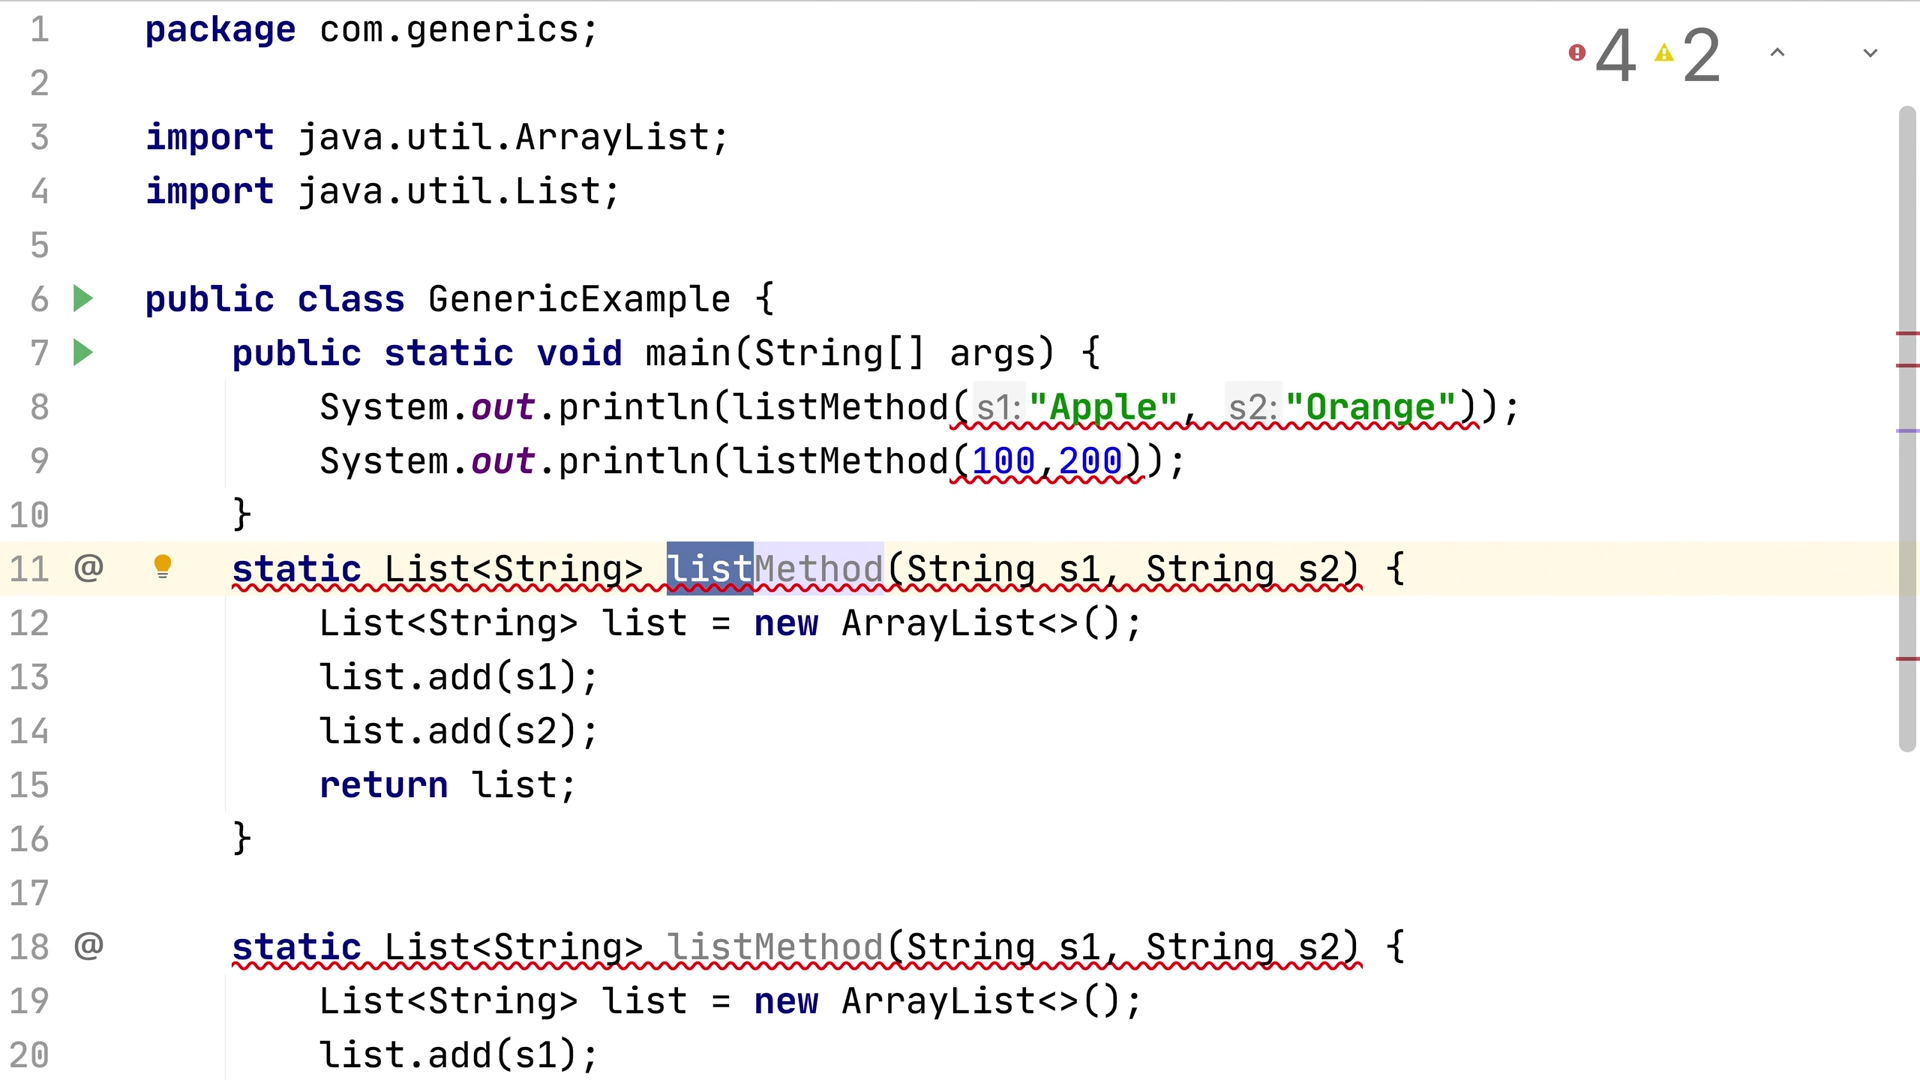 1 package com.generics;
2
3 import java.util.ArrayList;
4 import java.util.List;
5
6 public class GenericExample {
7 public static void main(String[] args) {
8 System.out.println(listMethod( s1: "Apple", s2: "Orange"));
9 System.out.println(listMethod(100,200));
10 }
11 @ static List<String> listMethod(String s1, String s2) {
12 List<String> list = new ArrayList<>();
13 list.add(s1);
14 list.add(s2);
15 return list;
16 }
17
18 @ static List<String> listMethod(String s1, String s2) {
19 List<String> list = new ArrayList<>();
20 list.add(s1);
4 2